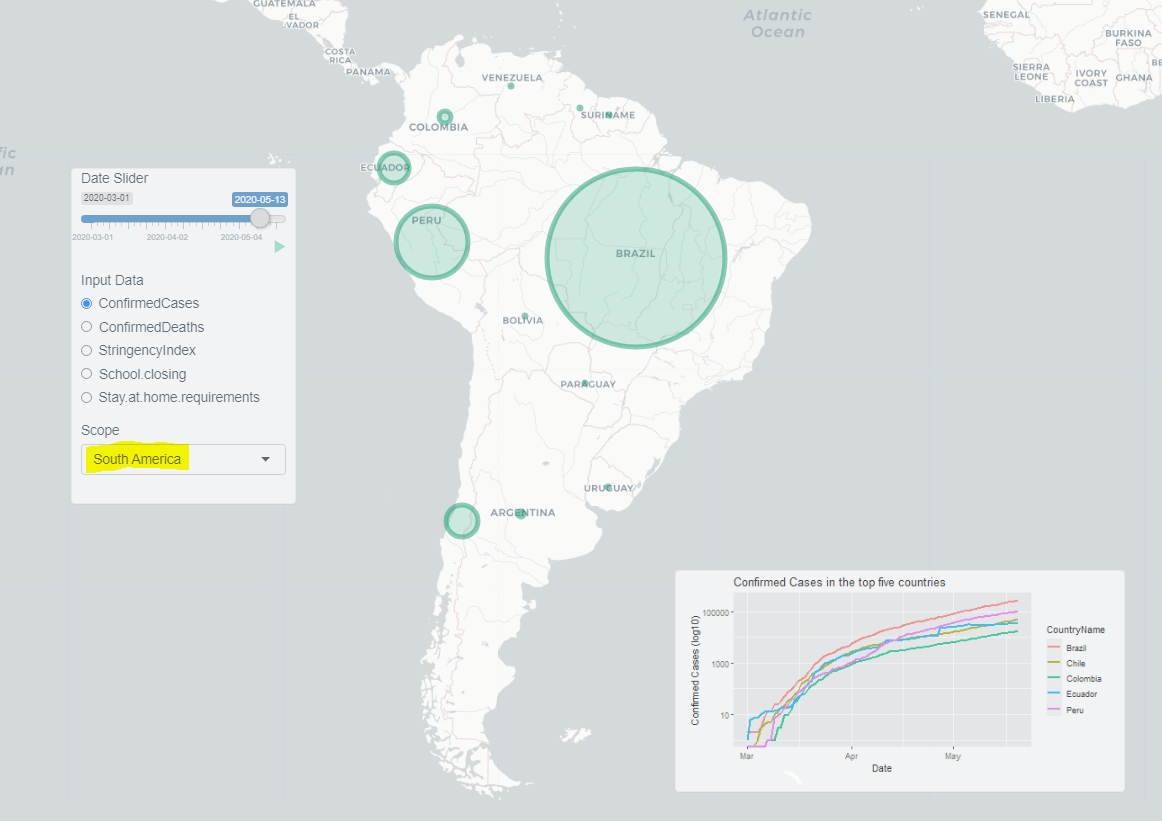 GUATEMALA
EL
SALVADOR
COSTA
RICA
PANAMA
Atlantic
Ocean
SENEGAL
BURKINA
FASO
SIERRA
LEONE
IVORY
COAST
GHANA
LIBERIA
VENEZUELA
SURINAME
COLOMBIA
ECUADOR
PERU
BRAZIL
BOLIVIA
PARAGUAY
URUGUAY
ARGENTINA
Date Slider
2020-03-01
2020-05-13
2020-03-01 2020-04-02 2020-05-04
Input Data
ConfirmedCases
ConfirmedDeaths
StringencyIndex
School.closing
Stay.at.home.requirements
Scope
South America
Confirmed Cases in the top five countries
Confirmed Cases (log10)
100000
1000
10
Mar Apr May
Date
CountryName
Brazil
Chile
Colombia
Ecuador
Peru